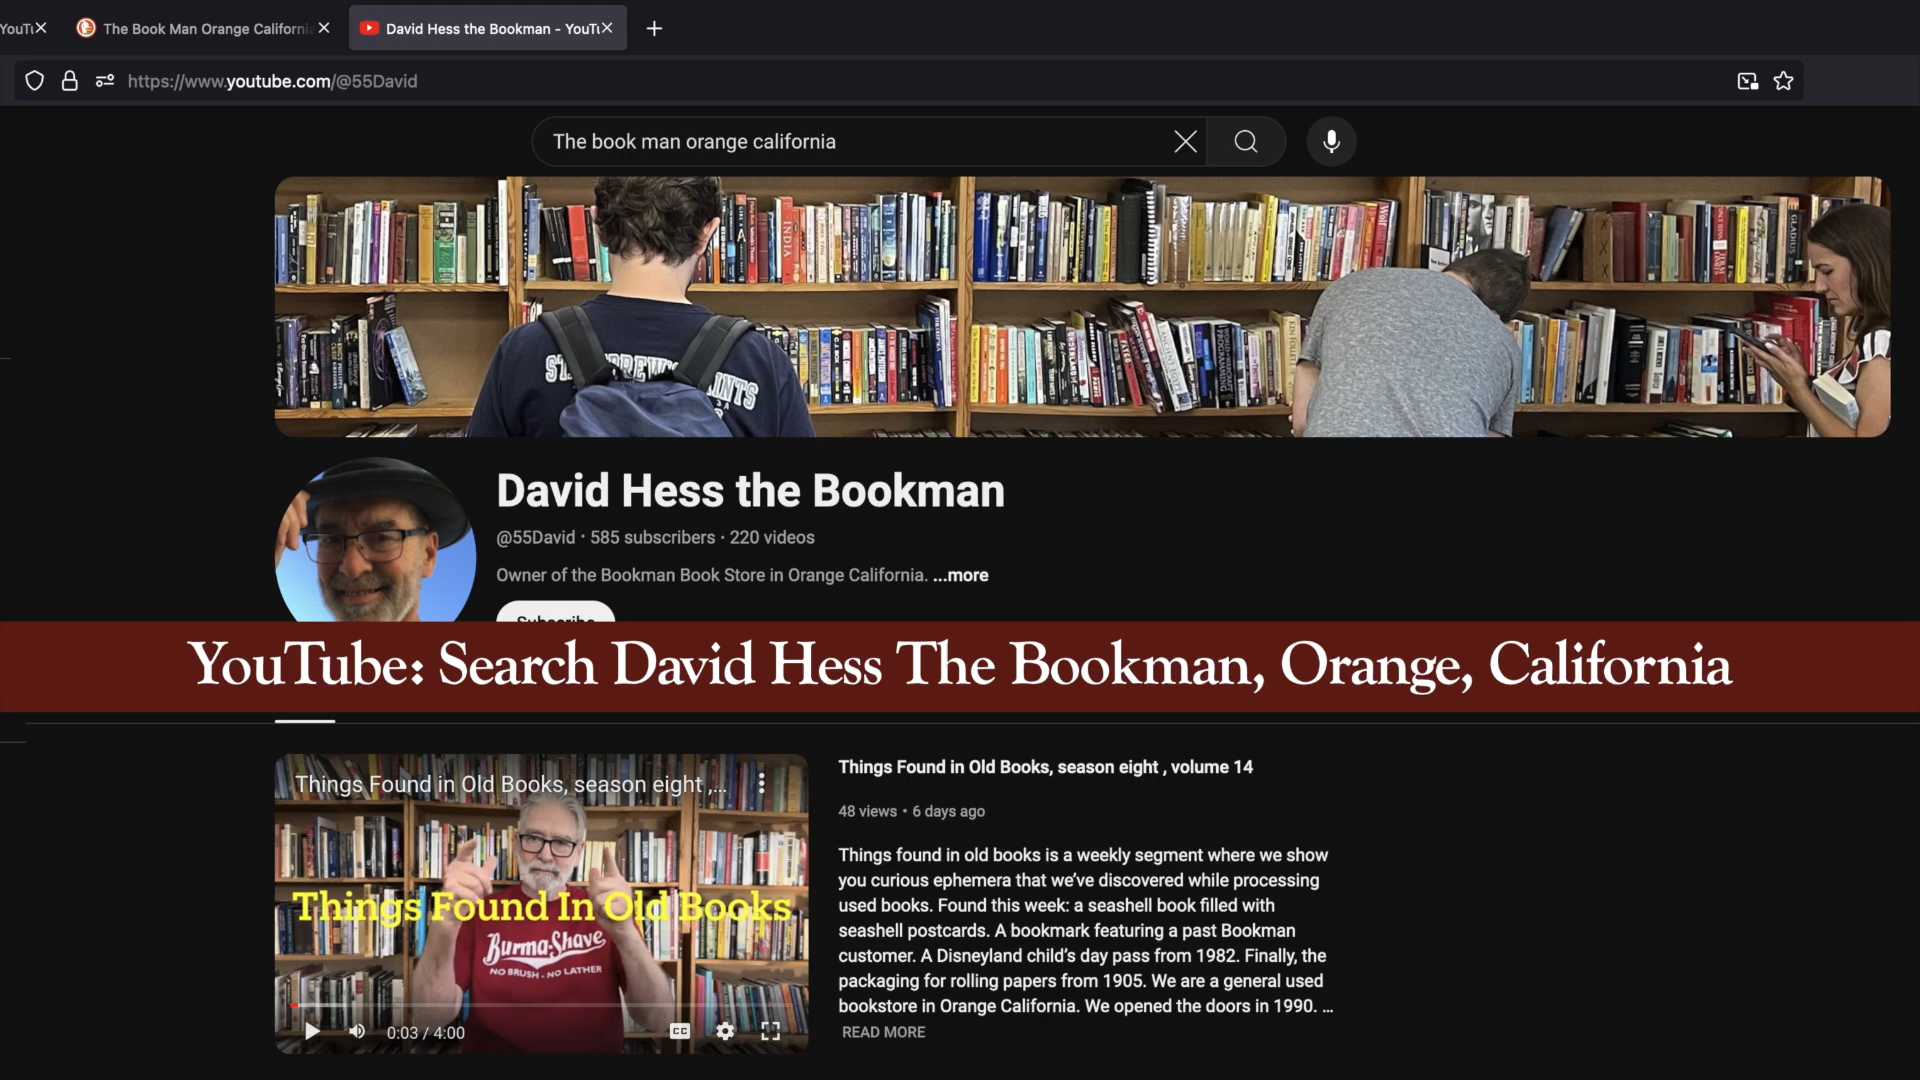 YouTu
The Book Man Orange Californi
David Hess the Bookman - YouTu
https://www.youtube.com/@55David
The book man orange california
INDIA
KEN FOLLETT
GLADIUS
David Hess the Bookman
@55David · 585 subscribers · 220 videos
Owner of the Bookman Book Store in Orange California. ...more
Subscribe
YouTube: Search David Hess The Bookman, Orange, California
Things Found in Old Books, season eight ,...
Things Found In Old Books
Burma-Shave
NO BRUSH - NO LATHER
0:03 / 4:00
CC
Things Found in Old Books, season eight , volume 14
48 views • 6 days ago
Things found in old books is a weekly segment where we show
you curious ephemera that we’ve discovered while processing
used books. Found this week: a seashell book filled with
seashell postcards. A bookmark featuring a past Bookman
customer. A Disneyland child’s day pass from 1982. Finally, the
packaging for rolling papers from 1905. We are a general used
bookstore in Orange California. We opened the doors in 1990. ...
READ MORE